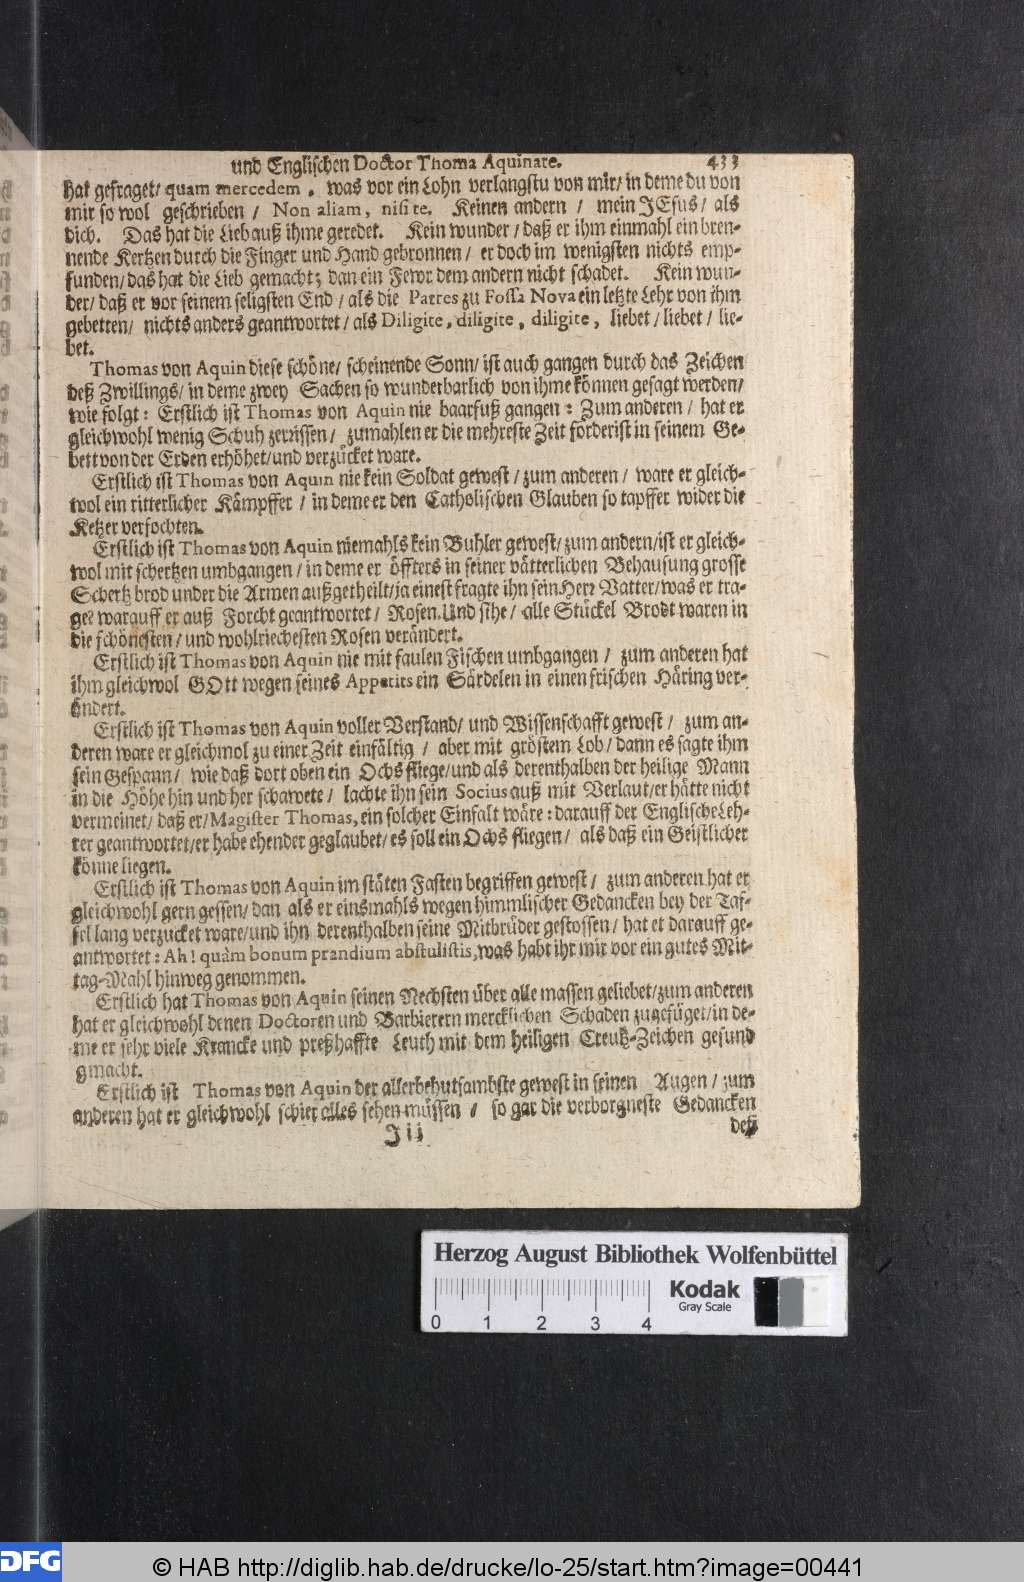 und Englischen Doctor Thoma Aquinate. 433
hat gefraget/ quam mercedem, was vor ein Lohn verlangstu von mir/ in deme du von
mir so wol geschrieben / Non aliam, nisi te. Keinen andern / mein JEsus/ als
dich. Das hat die Lieb auß ihme geredet. Kein wunder / daß er ihm einmahl ein bren-
nende Kertzen durch die Finger und Hand gebronnen / er doch im wenigsten nichts emp-
funden/das hat die Lieb gemacht; dan ein Fewr dem andern nicht schadet. Kein wun-
der/ daß er vor seinem seligsten End / als die Patres zu Fossa Nova ein letzte Lehr von ihm
gebetten/ nichts anders geantwortet/ als Diligite, diligite, diligite, liebet/liebet/ lie-
bet.
Thomas von Aquin diese schöne/ scheinende Sonn/ ist auch gangen durch das Zeichen
deß Zwillings/ in deme zwey Sachen so wunderbarlich von ihme können gesagt werden/
wie folgt: Erstlich ist Thomas von Aquin nie baarfuß gangen: Zum anderen/ hat er
gleichwohl wenig Schuh zerrissen/ zumahlen er die mehreste Zeit förderist in seinem Ge-
bett von der Erden erhöhet/und verzücket ware.
Erstlich ist Thomas von Aquin nie kein Soldat gewest/ zum anderen/ ware er gleich-
wol ein ritterlicher Kämpffer / in deme er den Catholischen Glauben so tapffer wider die
Ketzer verfochten.
Erstlich ist Thomas von Aquin niemahls kein Buhler gewest/zum andern/ist er gleich-
wol mit schertzen umbgangen/ in deme er öffters in seiner vätterlichen Behausung grosse
Schertz brod under die Armen außgetheilt/ja einest fragte ihn sein Herr Vatter/was er tra-
ge? warauff er auß Forcht geantwortet/ Rosen. Und sihe/ alle Stückel Brodt waren in
die schönesten/ und wohlriechesten Rosen verändert.
Erstlich ist Thomas von Aquin nie mit faulen Fischen umbgangen / zum anderen hat
ihm gleichwol GOtt wegen seines Appetits ein Särdelen in einen frischen Häring ver-
ändert.
Erstlich ist Thomas von Aquin voller Verstand/ und Wissenschafft gewest/ zum an-
deren ware er gleichwol zu einer Zeit einfältig / aber mit gröstem Lob/ dann es sagte ihm
sein Gespann/ wie daß dort oben ein Ochs fliege/und als derenthalben der heilige Mann
in die Höhe hin und her schawete/ lachte ihn sein Socius auß mit Verlaut/er hätte nicht
vermeinet/ daß er/Magister Thomas, ein solcher Einfalt wäre: darauff der Englische Leh-
rer geantwortet/er habe ehender geglaubet/es soll ein Ochs fliegen/ als daß ein Geistlicher
könne liegen.
Erstlich ist Thomas von Aquin im stäten Fasten begriffen gewest/ zum anderen hat er
gleichwohl gern gessen/dan als er einsmahls wegen himmlischer Gedancken bey der Taf-
fel lang verzucket ware/und ihn derenthalben seine Mitbrüder gestossen/ hat er darauff ge-
antwortet: Ah! quàm bonum prandium abstulistis, was habt ihr mir vor ein gutes Mit-
tag-Mahl hinweg genommen.
Erstlich hat Thomas von Aquin seinen Nechsten über alle massen geliebet/zum anderen
hat er gleichwohl denen Doctoren und Barbierern mercklichen Schaden zugefüget/in de-
me er sehr viele Krancke und preßhaffte Leuth mit dem heiligen Creutz-Zeichen gesund
gmacht.
Erstlich ist Thomas von Aquin der allerbehutsambste gewest in seinen Augen/ zum
anderen hat er gleichwohl schier alles sehen müssen / so gar die verborgneste Gedancken
Jii deß
Herzog August Bibliothek Wolfenbüttel
Kodak
Gray Scale
0 1 2 3 4
DFG © HAB http://diglib.hab.de/drucke/lo-25/start.htm?image=00441